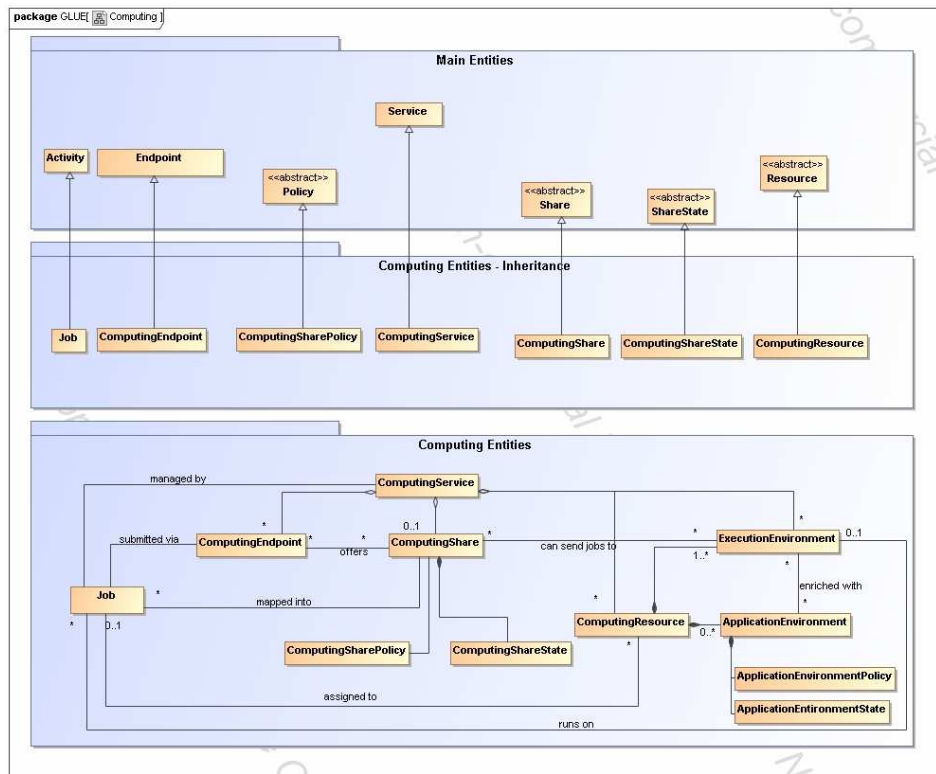 package GLUE[ Computing ]
Main Entities
Service
Activity
Endpoint
<<abstract>>
Policy
<<abstract>>
Share
<<abstract>>
ShareState
<<abstract>>
Resource
Computing Entities - Inheritance
Job
ComputingEndpoint
ComputingSharePolicy
ComputingService
ComputingShare
ComputingShareState
ComputingResource
Computing Entities
managed by
ComputingService
*
0..1
*
*
submitted via
ComputingEndpoint
*
*
offers
ComputingShare
*
can send jobs to
*
1..*
ExecutionEnvironment
0..1
*
enriched with
*
Job
*
*
0..1
mapped into
*
ComputingResource
*
0..*
ApplicationEnvironment
ComputingSharePolicy
ComputingShareState
ApplicationEnvironmentPolicy
ApplicationEntironmentState
assigned to
runs on